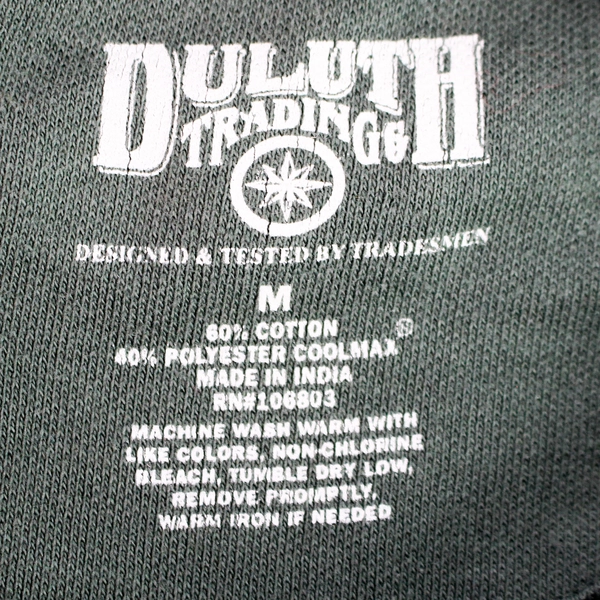 DULUTH
TRADING Co
DESIGNED & TESTED BY TRADESMEN
M
60% COTTON
40% POLYESTER COOLMAX®
MADE IN INDIA
RN#106803
MACHINE WASH WARM WITH
LIKE COLORS, NON-CHLORINE
BLEACH, TUMBLE DRY LOW,
REMOVE PROMPTLY,
WARM IRON IF NEEDED